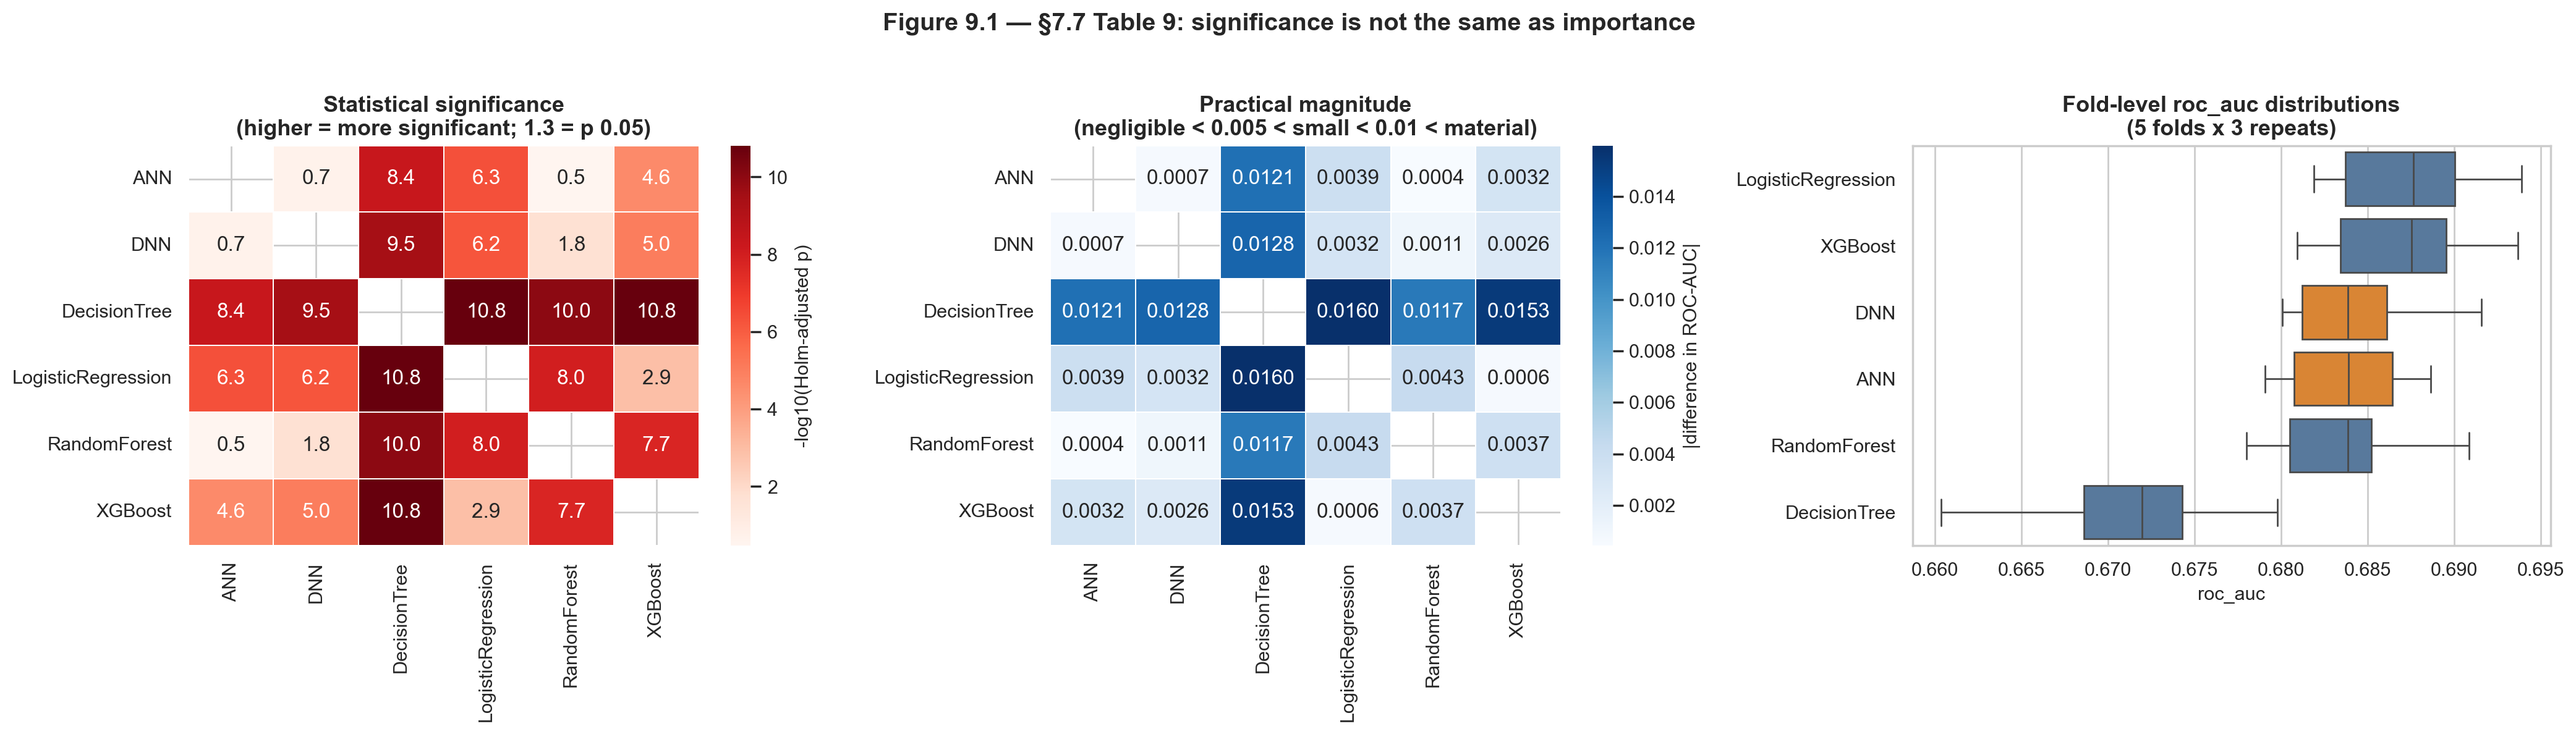 Figure 9.1 — §7.7 Table 9: significance is not the same as importance
Statistical significance
(higher = more significant; 1.3 = p 0.05)
ANN 0.7 8.4 6.3 0.5 4.6
DNN 0.7 9.5 6.2 1.8 5.0
DecisionTree 8.4 9.5 10.8 10.0 10.8
LogisticRegression 6.3 6.2 10.8 8.0 2.9
RandomForest 0.5 1.8 10.0 8.0 7.7
XGBoost 4.6 5.0 10.8 2.9 7.7
ANN
DNN
DecisionTree
LogisticRegression
RandomForest
XGBoost
10
8
6
4
2
-log10(Holm-adjusted p)
Practical magnitude
(negligible < 0.005 < small < 0.01 < material)
ANN 0.0007 0.0121 0.0039 0.0004 0.0032
DNN 0.0007 0.0128 0.0032 0.0011 0.0026
DecisionTree 0.0121 0.0128 0.0160 0.0117 0.0153
LogisticRegression 0.0039 0.0032 0.0160 0.0043 0.0006
RandomForest 0.0004 0.0011 0.0117 0.0043 0.0037
XGBoost 0.0032 0.0026 0.0153 0.0006 0.0037
ANN
DNN
DecisionTree
LogisticRegression
RandomForest
XGBoost
0.014
0.012
0.010
0.008
0.006
0.004
0.002
|difference in ROC-AUC|
Fold-level roc_auc distributions
(5 folds x 3 repeats)
LogisticRegression
XGBoost
DNN
ANN
RandomForest
DecisionTree
0.660 0.665 0.670 0.675 0.680 0.685 0.690 0.695
roc_auc